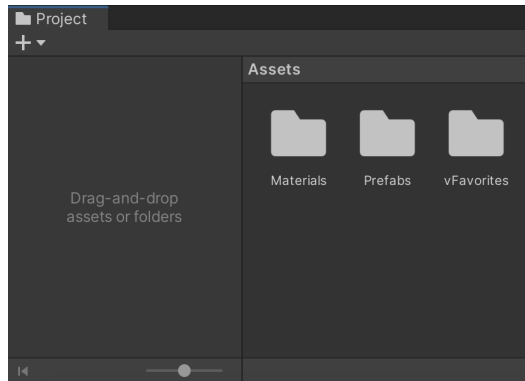 Project
Assets
Materials
Prefabs
vFavorites
Drag-and-drop
assets or folders